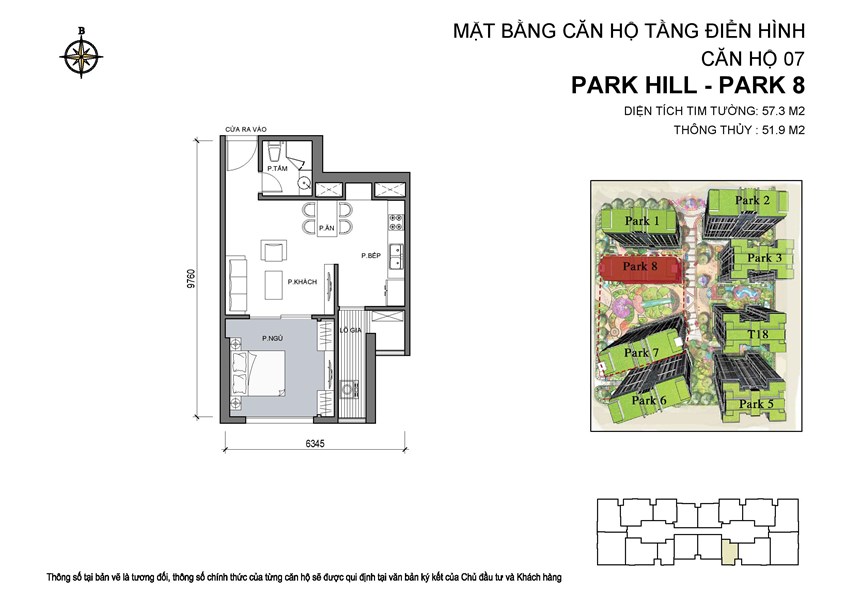 B
MẶT BẰNG CĂN HỘ TẦNG ĐIỂN HÌNH
CĂN HỘ 07
PARK HILL - PARK 8
DIỆN TÍCH TIM TƯỜNG: 57.3 M2
THÔNG THỦY : 51.9 M2
CỬA RA VÀO
P.TẮM
P.ĂN
P.BẾP
P.KHÁCH
9760
LÔ GIA
P.NGỦ
6345
Park 2
Park 1
Park 3
Park 8
T18
Park 7
Park 6
Park 5
Thông số tại bản vẽ là tương đối, thông số chính thức của từng căn hộ sẽ được qui định tại văn bản ký kết của Chủ đầu tư và Khách hàng